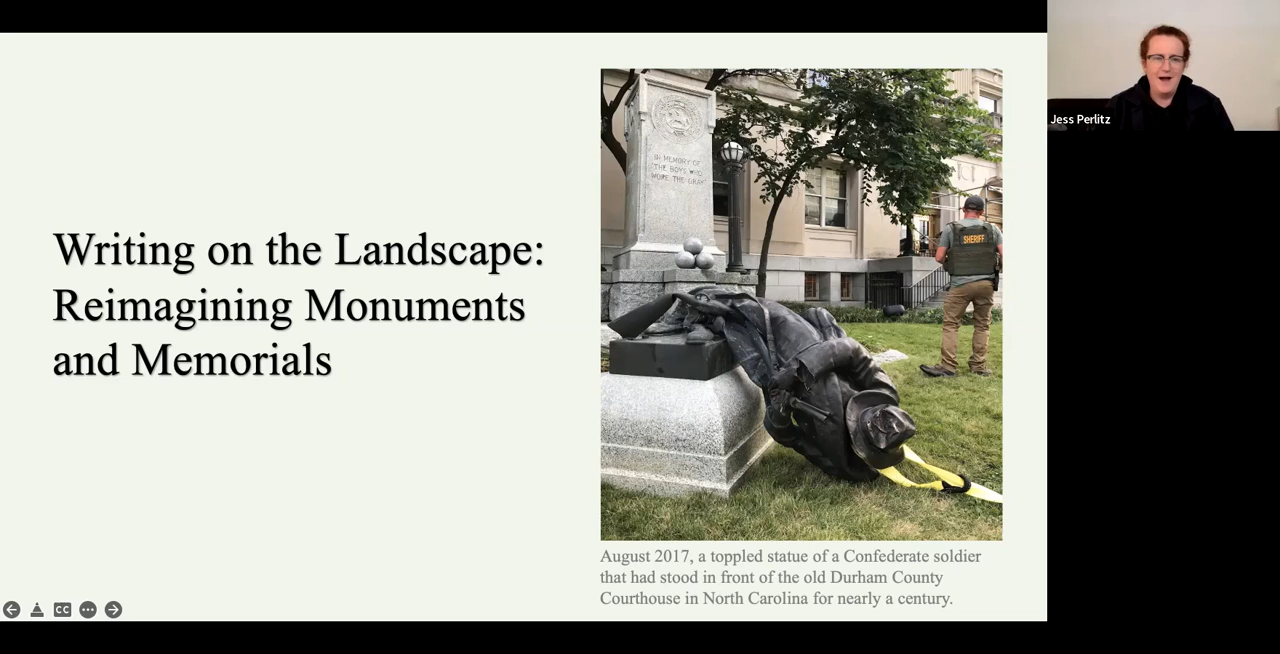 Writing on the Landscape:
Reimagining Monuments
and Memorials
IN MEMORY OF
"THE BOYS WHO
WORE THE GRAY"
SHERIFF
August 2017, a toppled statue of a Confederate soldier
that had stood in front of the old Durham County
Courthouse in North Carolina for nearly a century.
CC
Jess Perlitz